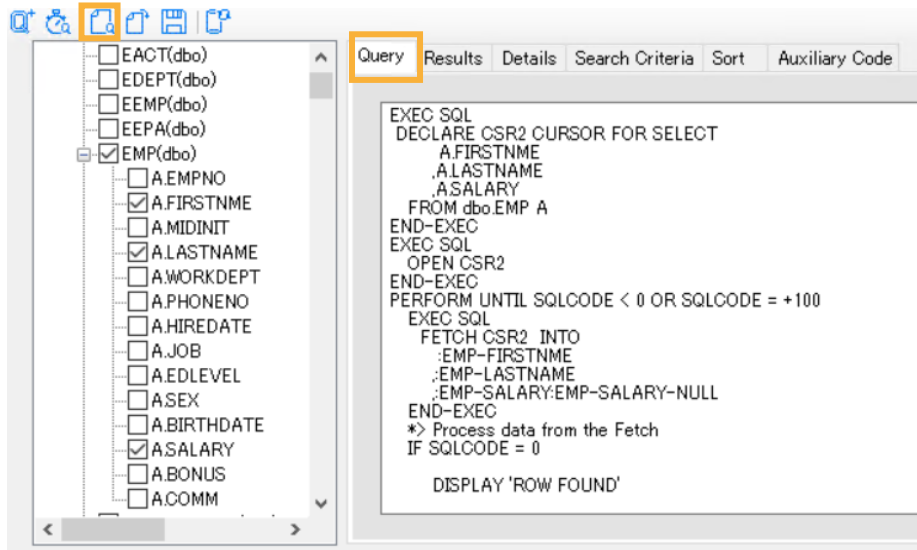 EACT(dbo)
EDEPT(dbo)
EEMP(dbo)
EEPA(dbo)
EMP(dbo)
A.EMPNO
A.FIRSTNME
A.MIDINIT
A.LASTNAME
A.WORKDEPT
A.PHONENO
A.HIREDATE
A.JOB
A.EDLEVEL
A.SEX
A.BIRTHDATE
A.SALARY
A.BONUS
A.COMM
Query Results Details Search Criteria Sort Auxiliary Code
EXEC SQL
DECLARE CSR2 CURSOR FOR SELECT
A.FIRSTNME
,A.LASTNAME
,A.SALARY
FROM dbo.EMP A
END-EXEC
EXEC SQL
OPEN CSR2
END-EXEC
PERFORM UNTIL SQLCODE < 0 OR SQLCODE = +100
EXEC SQL
FETCH CSR2 INTO
:EMP-FIRSTNME
,:EMP-LASTNAME
,:EMP-SALARY:EMP-SALARY-NULL
END-EXEC
*> Process data from the Fetch
IF SQLCODE = 0
DISPLAY 'ROW FOUND'